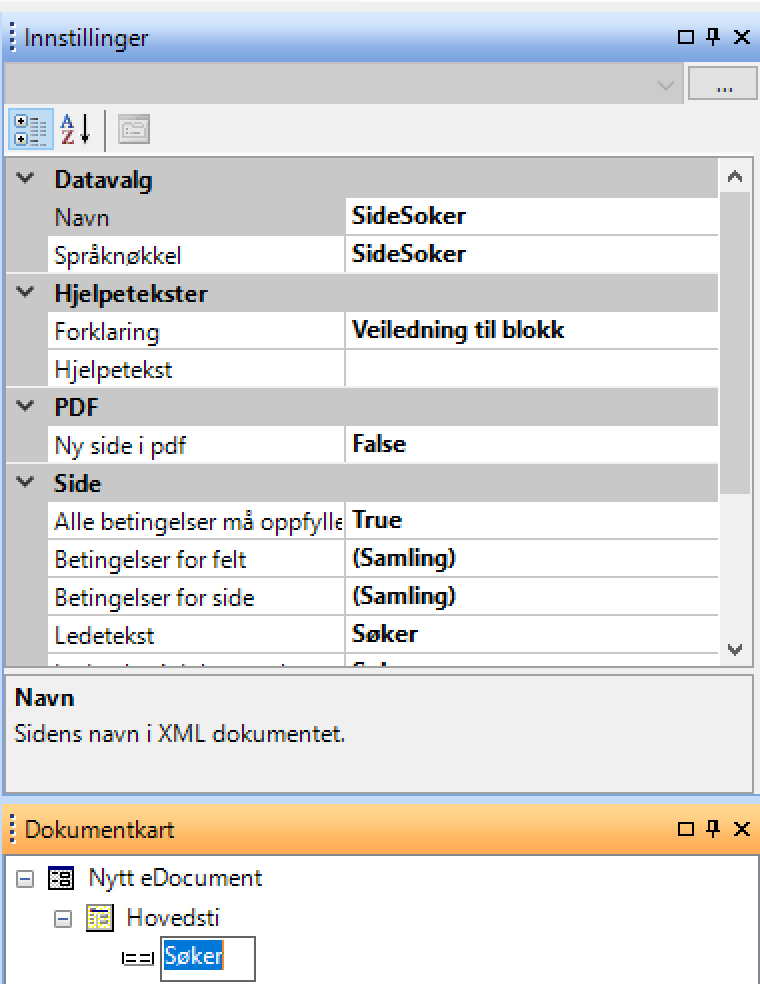 Innstillinger
...
A
Z
Datavalg
Navn SideSoker
Språknøkkel SideSoker
Hjelpetekster
Forklaring Veiledning til blokk
Hjelpetekst
PDF
Ny side i pdf False
Side
Alle betingelser må oppfylle True
Betingelser for felt (Samling)
Betingelser for side (Samling)
Ledetekst Søker
Navn
Sidens navn i XML dokumentet.
Dokumentkart
Nytt eDocument
Hovedsti
Søker